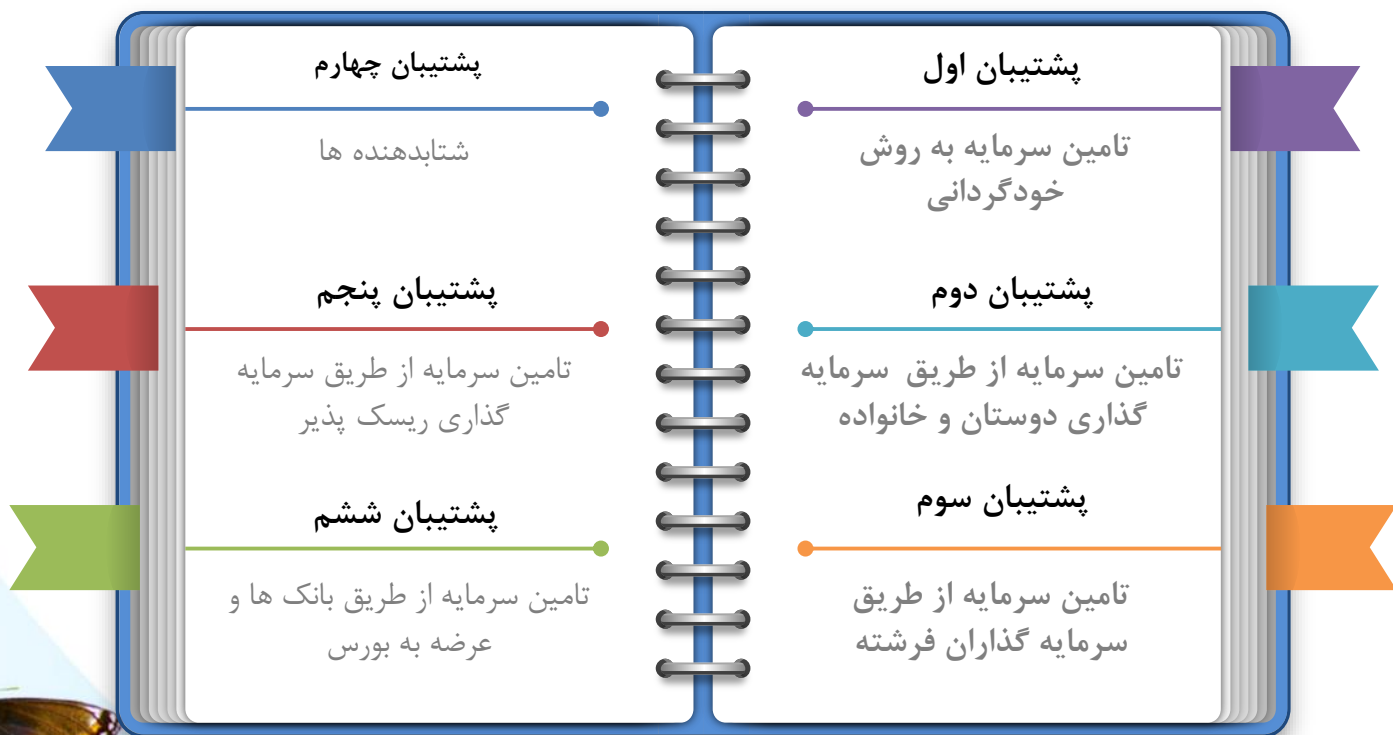 پشتیبان اول
تامین سرمایه به روش
خودگردانی
پشتیبان دوم
تامین سرمایه از طریق  سرمایه
گذاری دوستان و خانواده
پشتیبان سوم
تامین سرمایه از طریق
سرمایه گذاران فرشته
پشتیبان چهارم
شتابدهنده ها
پشتیبان پنجم
تامین سرمایه از طریق سرمایه
گذاری ریسک پذیر
پشتیبان ششم
تامین سرمایه از طریق بانک ها و
عرضه به بورس